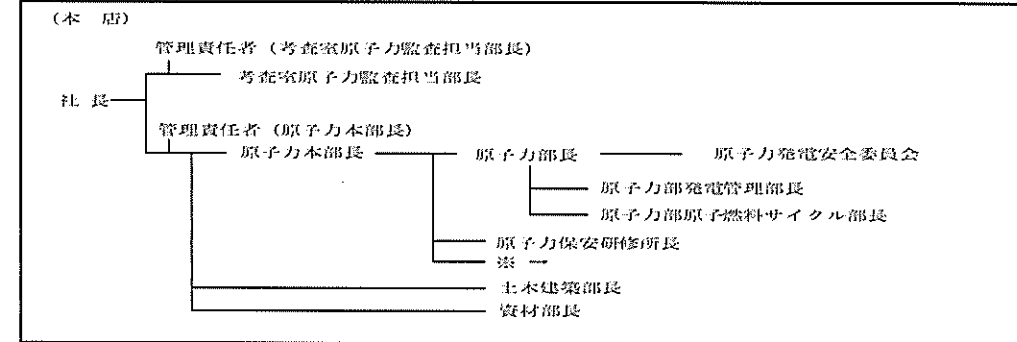 （本　店）
管理責任者（考査室原子力監査担当部長）
考査室原子力監査担当部長
社 長
管理責任者（原子力本部長）
原子力本部長　原子力部長　原子力発電安全委員会
原子力部発電管理部長
原子力部原子燃料サイクル部長
原子力保安研修所長
※ →
土木建築部長
資材部長